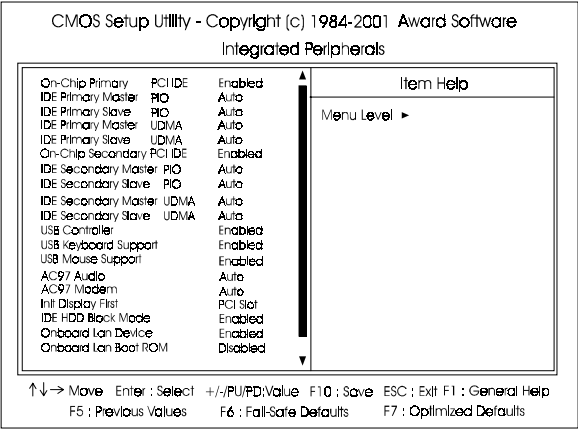 CMOS Setup Utility - Copyright (c) 1984-2001 Award Software
Integrated Peripherals
On-Chip Primary PCI IDE Enabled
IDE Primary Master PIO Auto
IDE Primary Slave PIO Auto
IDE Primary Master UDMA Auto
IDE Primary Slave UDMA Auto
On-Chip Secondary PCI IDE Enabled
IDE Secondary Master PIO Auto
IDE Secondary Slave PIO Auto
IDE Secondary Master UDMA Auto
IDE Secondary Slave UDMA Auto
USB Controller Enabled
USB Keyboard Support Enabled
USB Mouse Support Enabled
AC97 Audio Auto
AC97 Modem Auto
Init Display First PCI Slot
IDE HDD Block Mode Enabled
Onboard Lan Device Enabled
Onboard Lan Boot ROM Disabled
Item Help
Menu Level ►
↑↓→ Move Enter : Select +/-/PU/PD:Value F10 : Save ESC : Exit F1 : General Help
F5 : Previous Values F6 : Fail-Safe Defaults F7 : Optimized Defaults